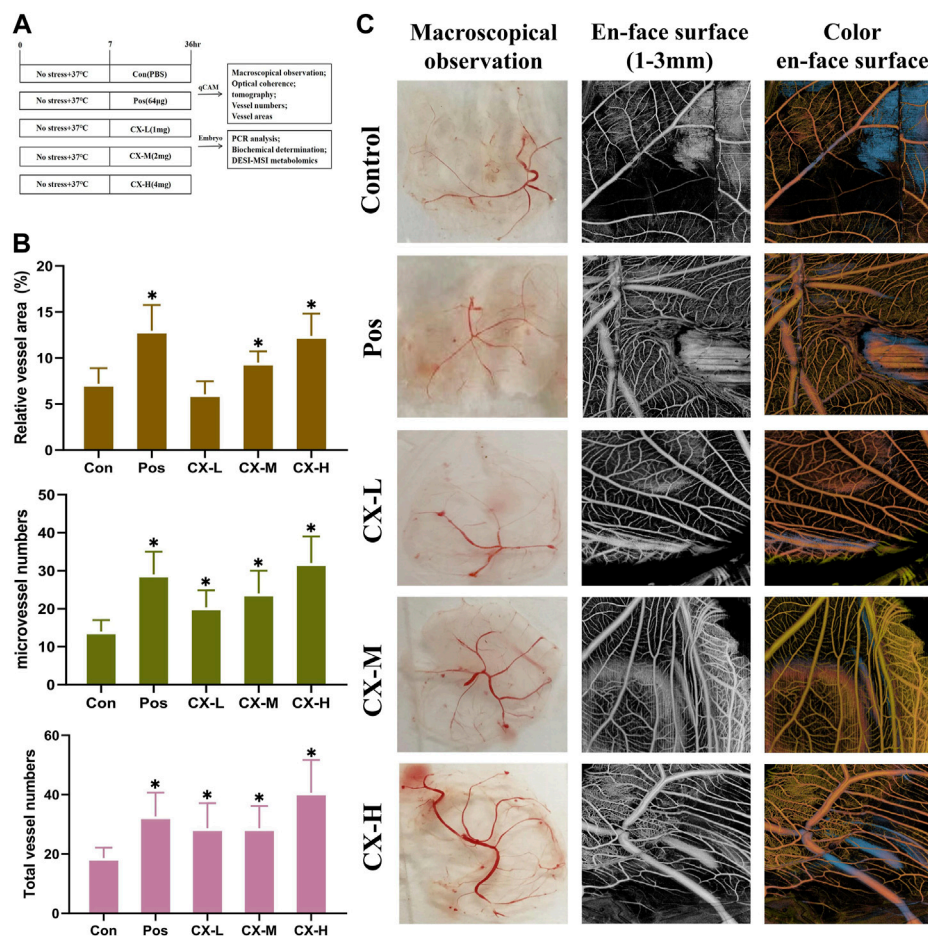 A
0 7 36hr
No stress+37℃ Con(PBS)
No stress+37℃ Pos(64μg)
No stress+37℃ CX-L(1mg)
No stress+37℃ CX-M(2mg)
No stress+37℃ CX-H(4mg)
qCAM
Macroscopical observation;
Optical coherence;
tomography;
Vessel numbers;
Vessel areas
Embryo
PCR analysis;
Biochemical determination;
DESI-MSI metabolomics
B
Relative vessel area (%)
20
15
10
5
0
* * *
Con Pos CX-L CX-M CX-H
microvessel numbers
50
40
30
20
10
0
* * * *
Con Pos CX-L CX-M CX-H
Total vessel numbers
60
40
20
0
* * * *
Con Pos CX-L CX-M CX-H
C
Macroscopical
observation
En-face surface
(1-3mm)
Color
en-face surface
Control
Pos
CX-L
CX-M
CX-H